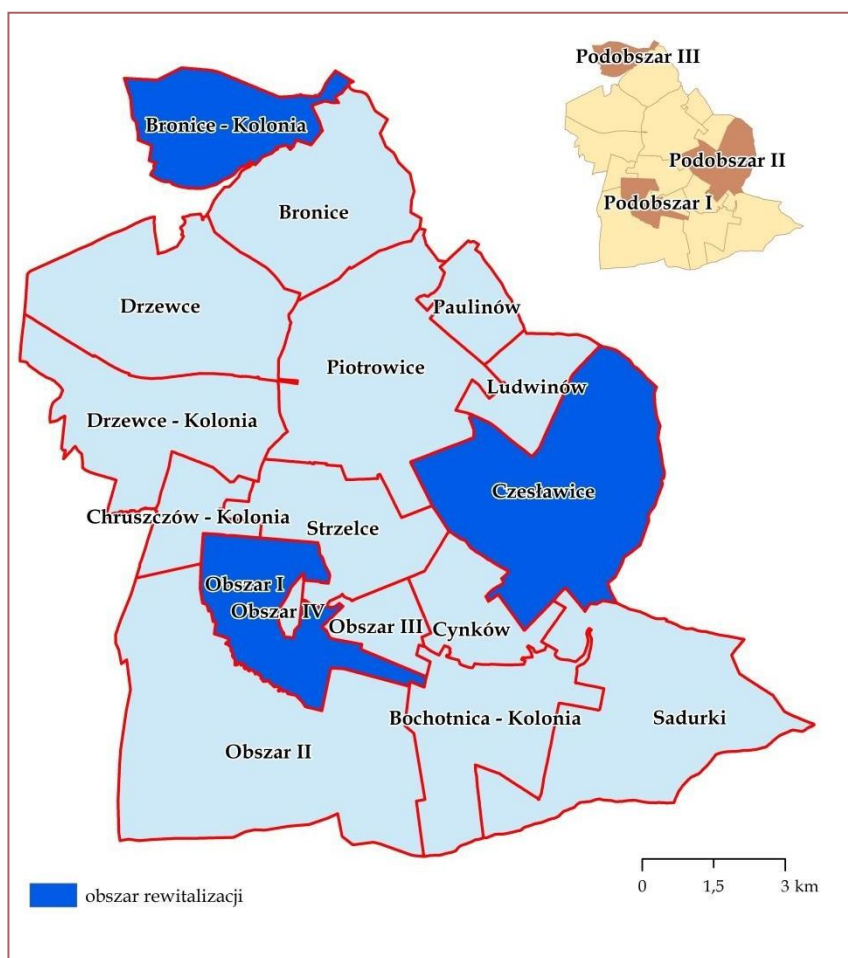 Podobszar III
Podobszar II
Podobszar I
Bronice - Kolonia
Bronice
Drzewce
Paulinów
Piotrowice
Ludwinów
Drzewce - Kolonia
Czesławice
Chruszczów - Kolonia
Strzelce
Obszar I
Obszar IV
Obszar III
Cynków
Bochotnica - Kolonia
Sadurki
Obszar II
obszar rewitalizacji
0 1,5 3 km